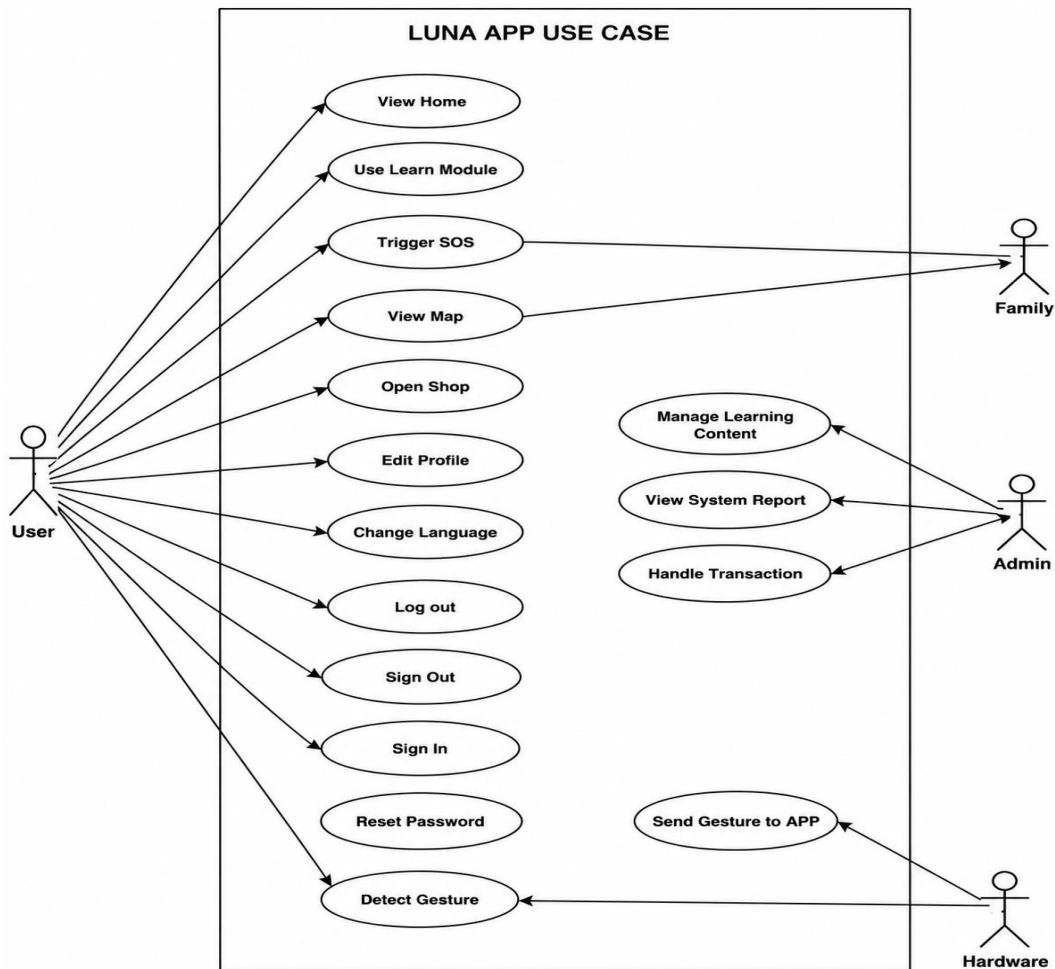 LUNA APP USE CASE
View Home
Use Learn Module
Trigger SOS
View Map
Family
Open Shop
Manage Learning
Content
Edit Profile
View System Report
User
Change Language
Admin
Handle Transaction
Log out
Sign Out
Sign In
Reset Password
Send Gesture to APP
Detect Gesture
Hardware